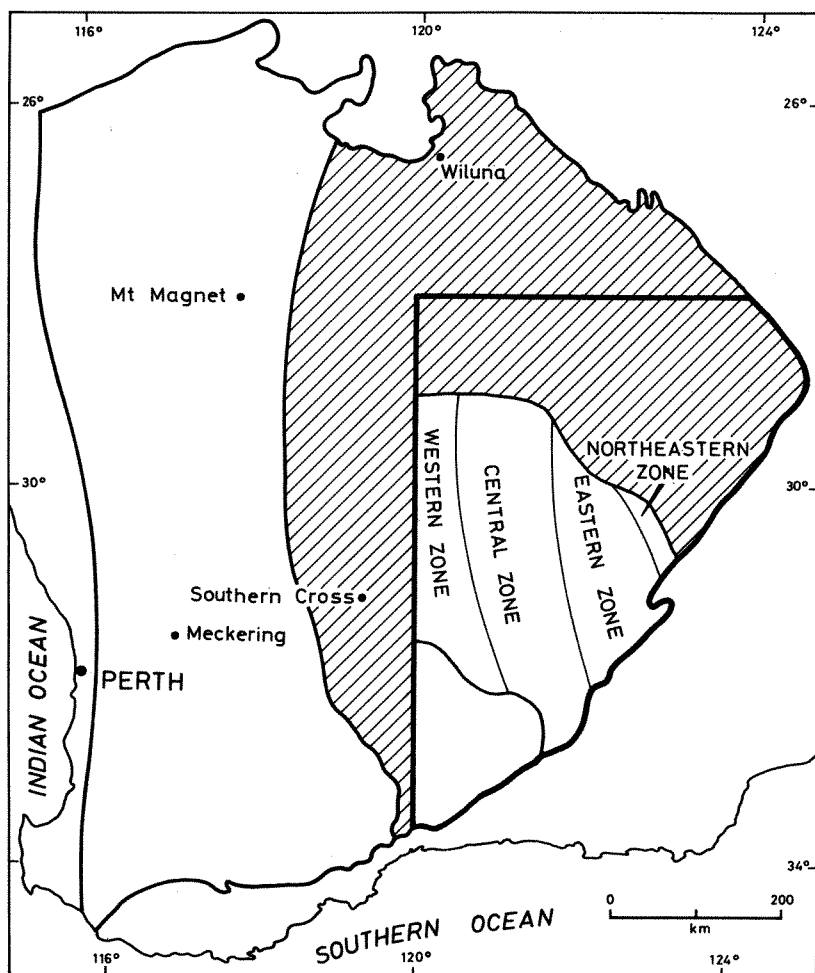 116°
120°
124°
26°
26°
Wiluna
Mt Magnet
NORTHEASTERN
ZONE
WESTERN ZONE
CENTRAL ZONE
EASTERN ZONE
30°
30°
Southern Cross
Meckering
PERTH
INDIAN OCEAN
34°
0
200
km
SOUTHERN OCEAN
116°
120°
124°